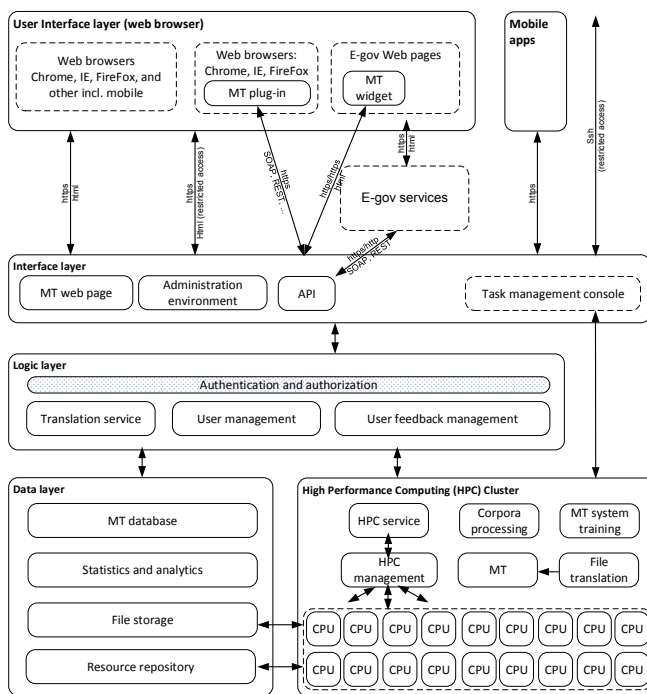 User Interface layer (web browser)
Web browsers
Chrome, IE, FireFox, and
other incl. mobile
Web browsers:
Chrome, IE, FireFox
MT plug-in
E-gov Web pages
MT
widget
Mobile
apps
https
html
https
Html (restricted access)
https
SOAP, REST, ...
https/https
html
https
html
E-gov services
https/http
SOAP, REST
https
Ssh
(restricted access)
Interface layer
MT web page
Administration
environment
API
Task management console
Logic layer
Authentication and authorization
Translation service
User management
User feedback management
Data layer
MT database
Statistics and analytics
File storage
Resource repository
High Performance Computing (HPC) Cluster
HPC service
Corpora
processing
MT system
training
HPC
management
MT
File
translation
CPU CPU CPU CPU CPU CPU CPU CPU CPU
CPU CPU CPU CPU CPU CPU CPU CPU CPU